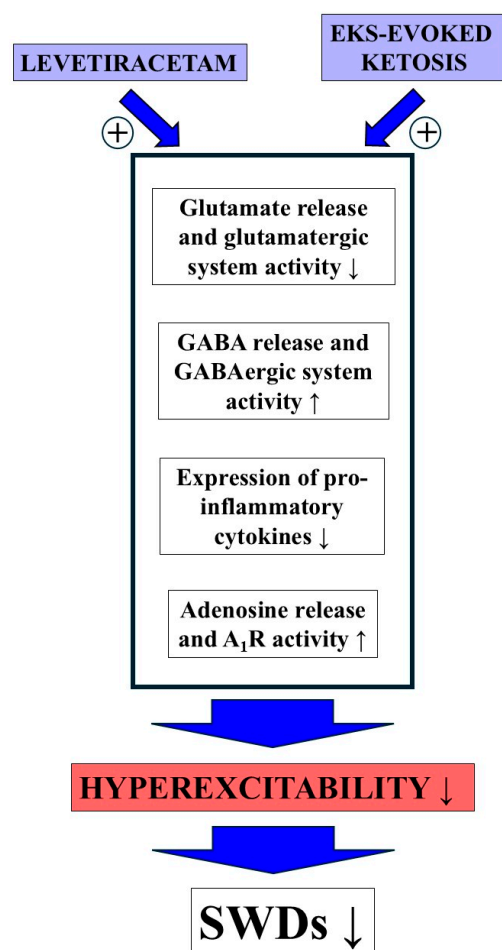 LEVETIRACETAM
EKS-EVOKED
KETOSIS
+
+
Glutamate release
and glutamatergic
system activity ↓
GABA release and
GABAergic system
activity ↑
Expression of pro-
inflammatory
cytokines ↓
Adenosine release
and A₁R activity ↑
HYPEREXCITABILITY ↓
SWDs ↓